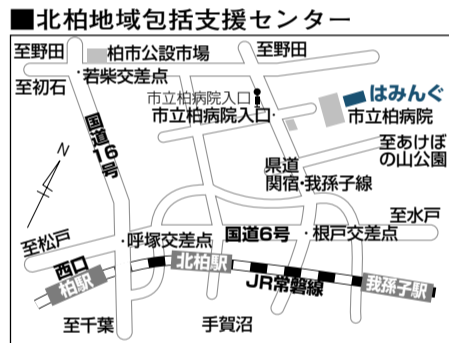 ■北柏地域包括支援センター
至野田
柏市公設市場
至野田
至初石
若柴交差点
市立柏病院入口
市立柏病院入口
はみんぐ
市立柏病院
国道16号
至あけぼ
の山公園
県道
関宿・我孫子線
N
至水戸
至松戸
呼塚交差点
国道6号
根戸交差点
西口
柏駅
北柏駅
JR常磐線
我孫子駅
至千葉
手賀沼